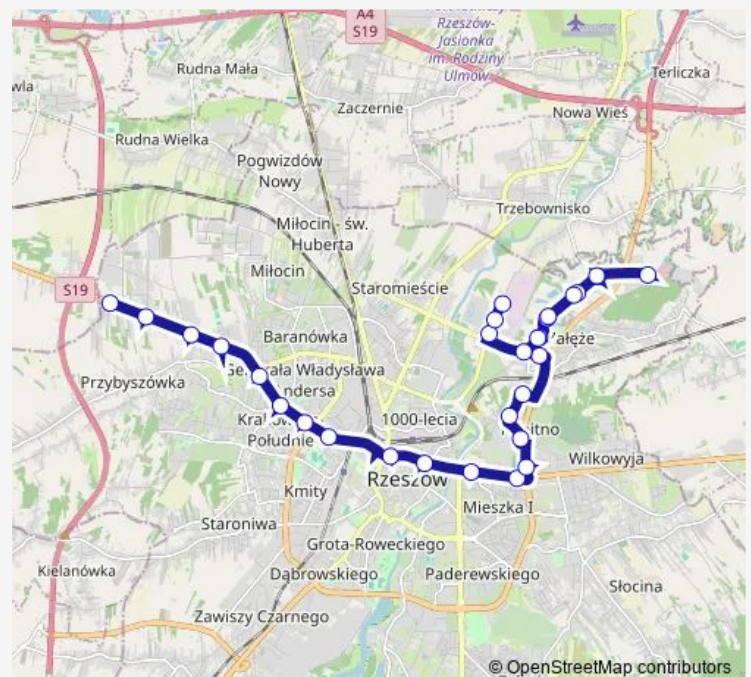 A4
S19
Rzeszów-
Jasionka
im. Rodziny
Ulmów
Rudna Mała
Terliczka
wla
Zaczernie
Nowa Wieś
Rudna Wielka
Pogwizdów
Nowy
Trzebownisko
Miłocin - św.
Huberta
Miłocin
Staromieście
S19
Baranówka
Załęże
Generała Władysława
Andersa
Przybyszówka
1000-lecia
Południe
Wilkowyja
Rzeszów
Kmity
Mieszka I
Staroniwa
Grota-Roweckiego
Kielanówka
Dąbrowskiego
Paderewskiego
Słocina
Zawiszy Czarnego
© OpenStreetMap contributors